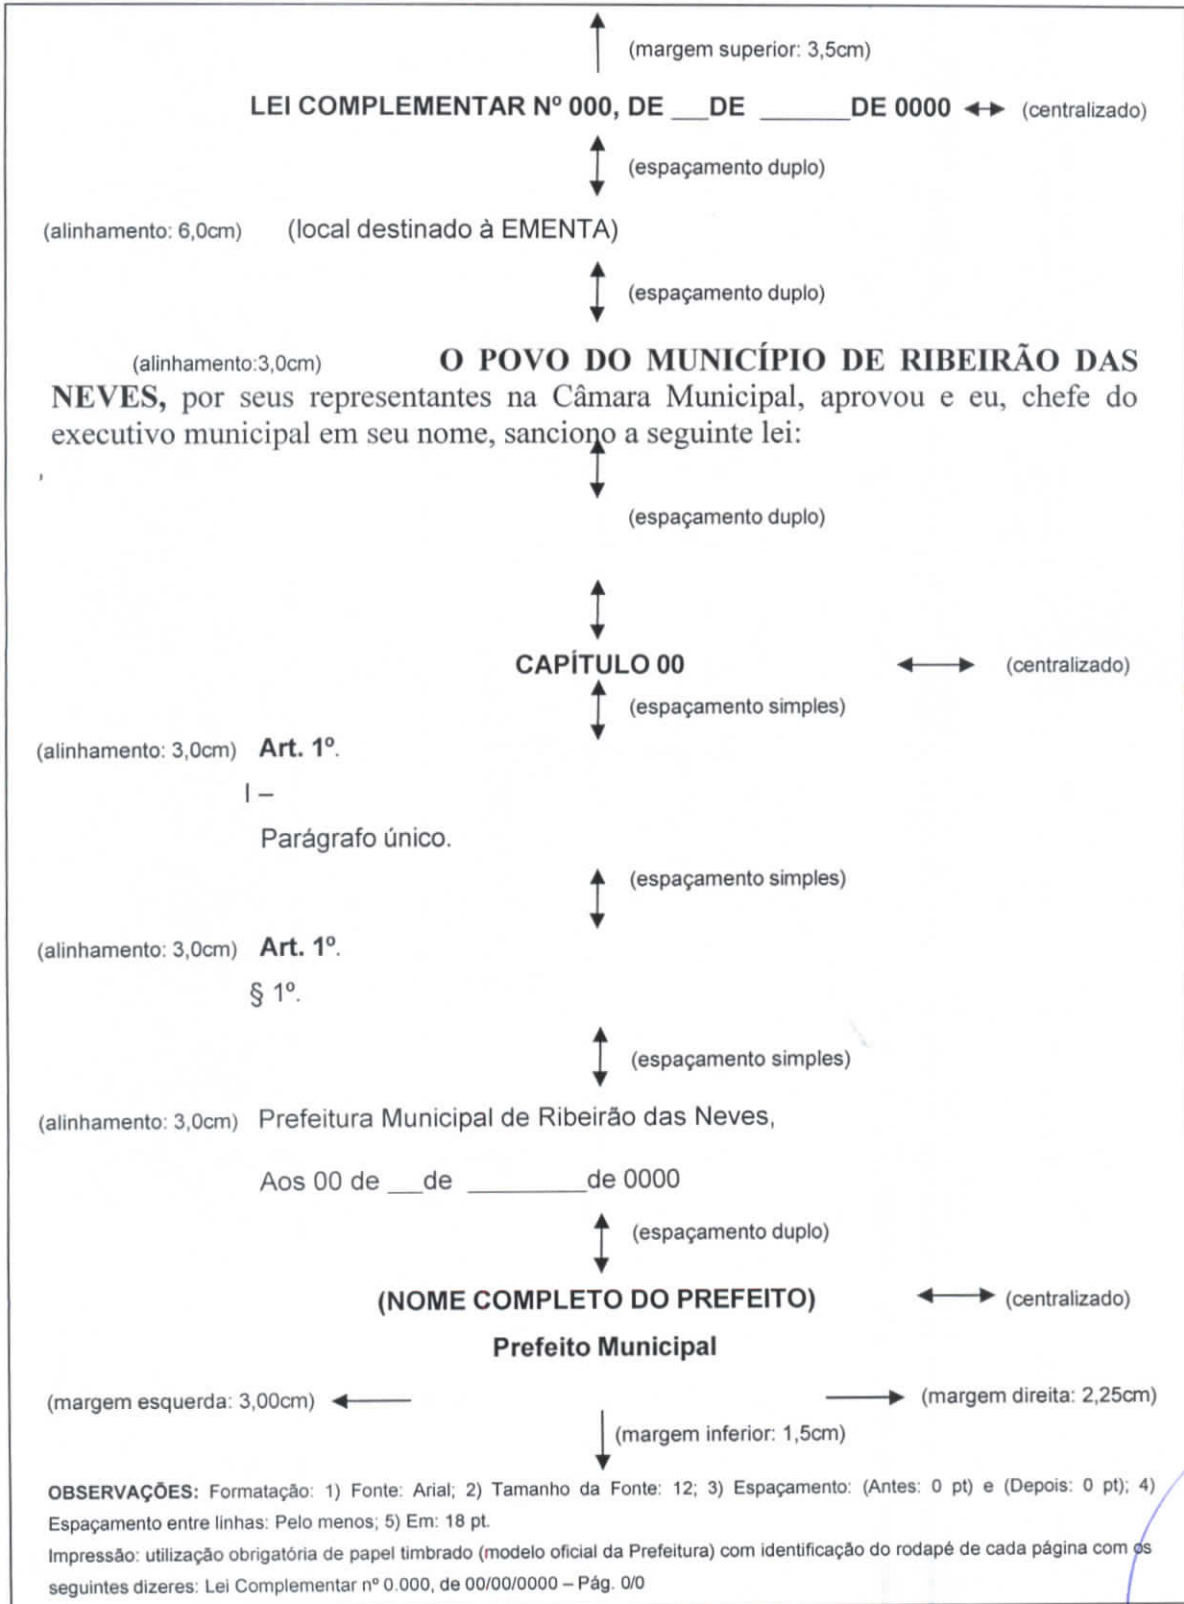 (margem superior: 3,5cm)
LEI COMPLEMENTAR Nº 000, DE ___DE ______DE 0000 (centralizado)
(espaçamento duplo)
(alinhamento: 6,0cm) (local destinado à EMENTA)
(espaçamento duplo)
(alinhamento:3,0cm) O POVO DO MUNICÍPIO DE RIBEIRÃO DAS
NEVES, por seus representantes na Câmara Municipal, aprovou e eu, chefe do
executivo municipal em seu nome, sanciono a seguinte lei:
(espaçamento duplo)
CAPÍTULO 00 (centralizado)
(espaçamento simples)
(alinhamento: 3,0cm) Art. 1º.
I –
Parágrafo único.
(espaçamento simples)
(alinhamento: 3,0cm) Art. 1º.
§ 1º.
(espaçamento simples)
(alinhamento: 3,0cm) Prefeitura Municipal de Ribeirão das Neves,
Aos 00 de ___de ________de 0000
(espaçamento duplo)
(NOME COMPLETO DO PREFEITO) (centralizado)
Prefeito Municipal
(margem esquerda: 3,00cm) (margem direita: 2,25cm)
(margem inferior: 1,5cm)
OBSERVAÇÕES: Formatação: 1) Fonte: Arial; 2) Tamanho da Fonte: 12; 3) Espaçamento: (Antes: 0 pt) e (Depois: 0 pt); 4)
Espaçamento entre linhas: Pelo menos; 5) Em: 18 pt.
Impressão: utilização obrigatória de papel timbrado (modelo oficial da Prefeitura) com identificação do rodapé de cada página com os
seguintes dizeres: Lei Complementar nº 0.000, de 00/00/0000 – Pág. 0/0